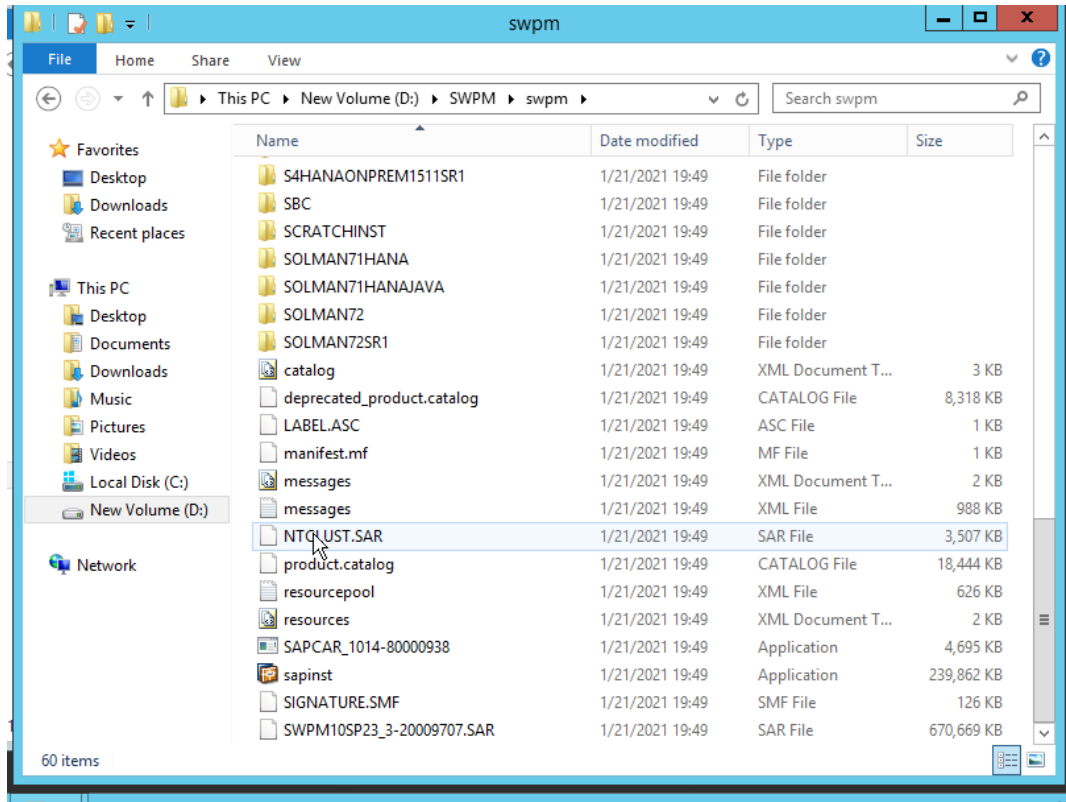 swpm
File Home Share View
This PC New Volume (D:) SWPM swpm Search swpm
Favorites
Desktop
Downloads
Recent places
This PC
Desktop
Documents
Downloads
Music
Pictures
Videos
Local Disk (C:)
New Volume (D:)
Network
Name Date modified Type Size
S4HANAONPREM1511SR1 1/21/2021 19:49 File folder
SBC 1/21/2021 19:49 File folder
SCRATCHINST 1/21/2021 19:49 File folder
SOLMAN71HANA 1/21/2021 19:49 File folder
SOLMAN71HANAJAVA 1/21/2021 19:49 File folder
SOLMAN72 1/21/2021 19:49 File folder
SOLMAN72SR1 1/21/2021 19:49 File folder
catalog 1/21/2021 19:49 XML Document T... 3 KB
deprecated_product.catalog 1/21/2021 19:49 CATALOG File 8,318 KB
LABEL.ASC 1/21/2021 19:49 ASC File 1 KB
manifest.mf 1/21/2021 19:49 MF File 1 KB
messages 1/21/2021 19:49 XML Document T... 2 KB
messages 1/21/2021 19:49 XML File 988 KB
NTCLUST.SAR 1/21/2021 19:49 SAR File 3,507 KB
product.catalog 1/21/2021 19:49 CATALOG File 18,444 KB
resourcepool 1/21/2021 19:49 XML File 626 KB
resources 1/21/2021 19:49 XML Document T... 2 KB
SAPCAR_1014-80000938 1/21/2021 19:49 Application 4,695 KB
sapinst 1/21/2021 19:49 Application 239,862 KB
SIGNATURE.SMF 1/21/2021 19:49 SMF File 126 KB
SWPM10SP23_3-20009707.SAR 1/21/2021 19:49 SAR File 670,669 KB
60 items